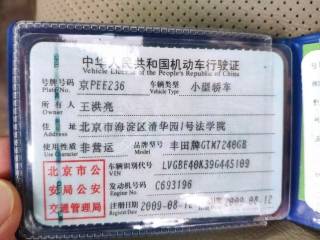 中华人民共和国机动车行驶证
Vehicle License of the People's Republic of China
号牌号码 京PEE236 车辆类型 小型轿车
Plate No. Vehicle Type
所有人 王洪亮
Owner
住址 北京市海淀区清华园1号法学院
Address
使用性质 非营运 品牌型号 丰田牌GTM7240GB
Use Character Model
北京市公安局公安交通管理局
车辆识别代号 LVGBE40K39G445109
VIN
发动机号码 C693196
Engine No.
注册日期 2009-08-12 2009-08-12
Register Date